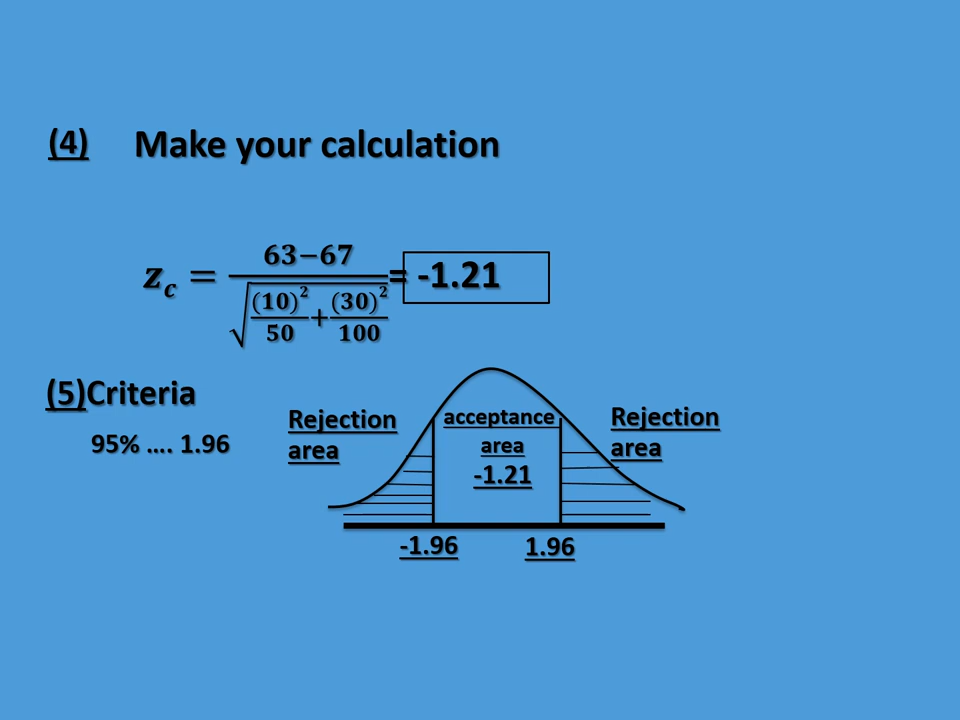 (4) Make your calculation
𝒛𝒄 = (63−67) / √((10)²/50 + (30)²/100) = -1.21
(5)Criteria
95% .... 1.96
Rejection area
acceptance area
-1.21
Rejection area
-1.96
1.96